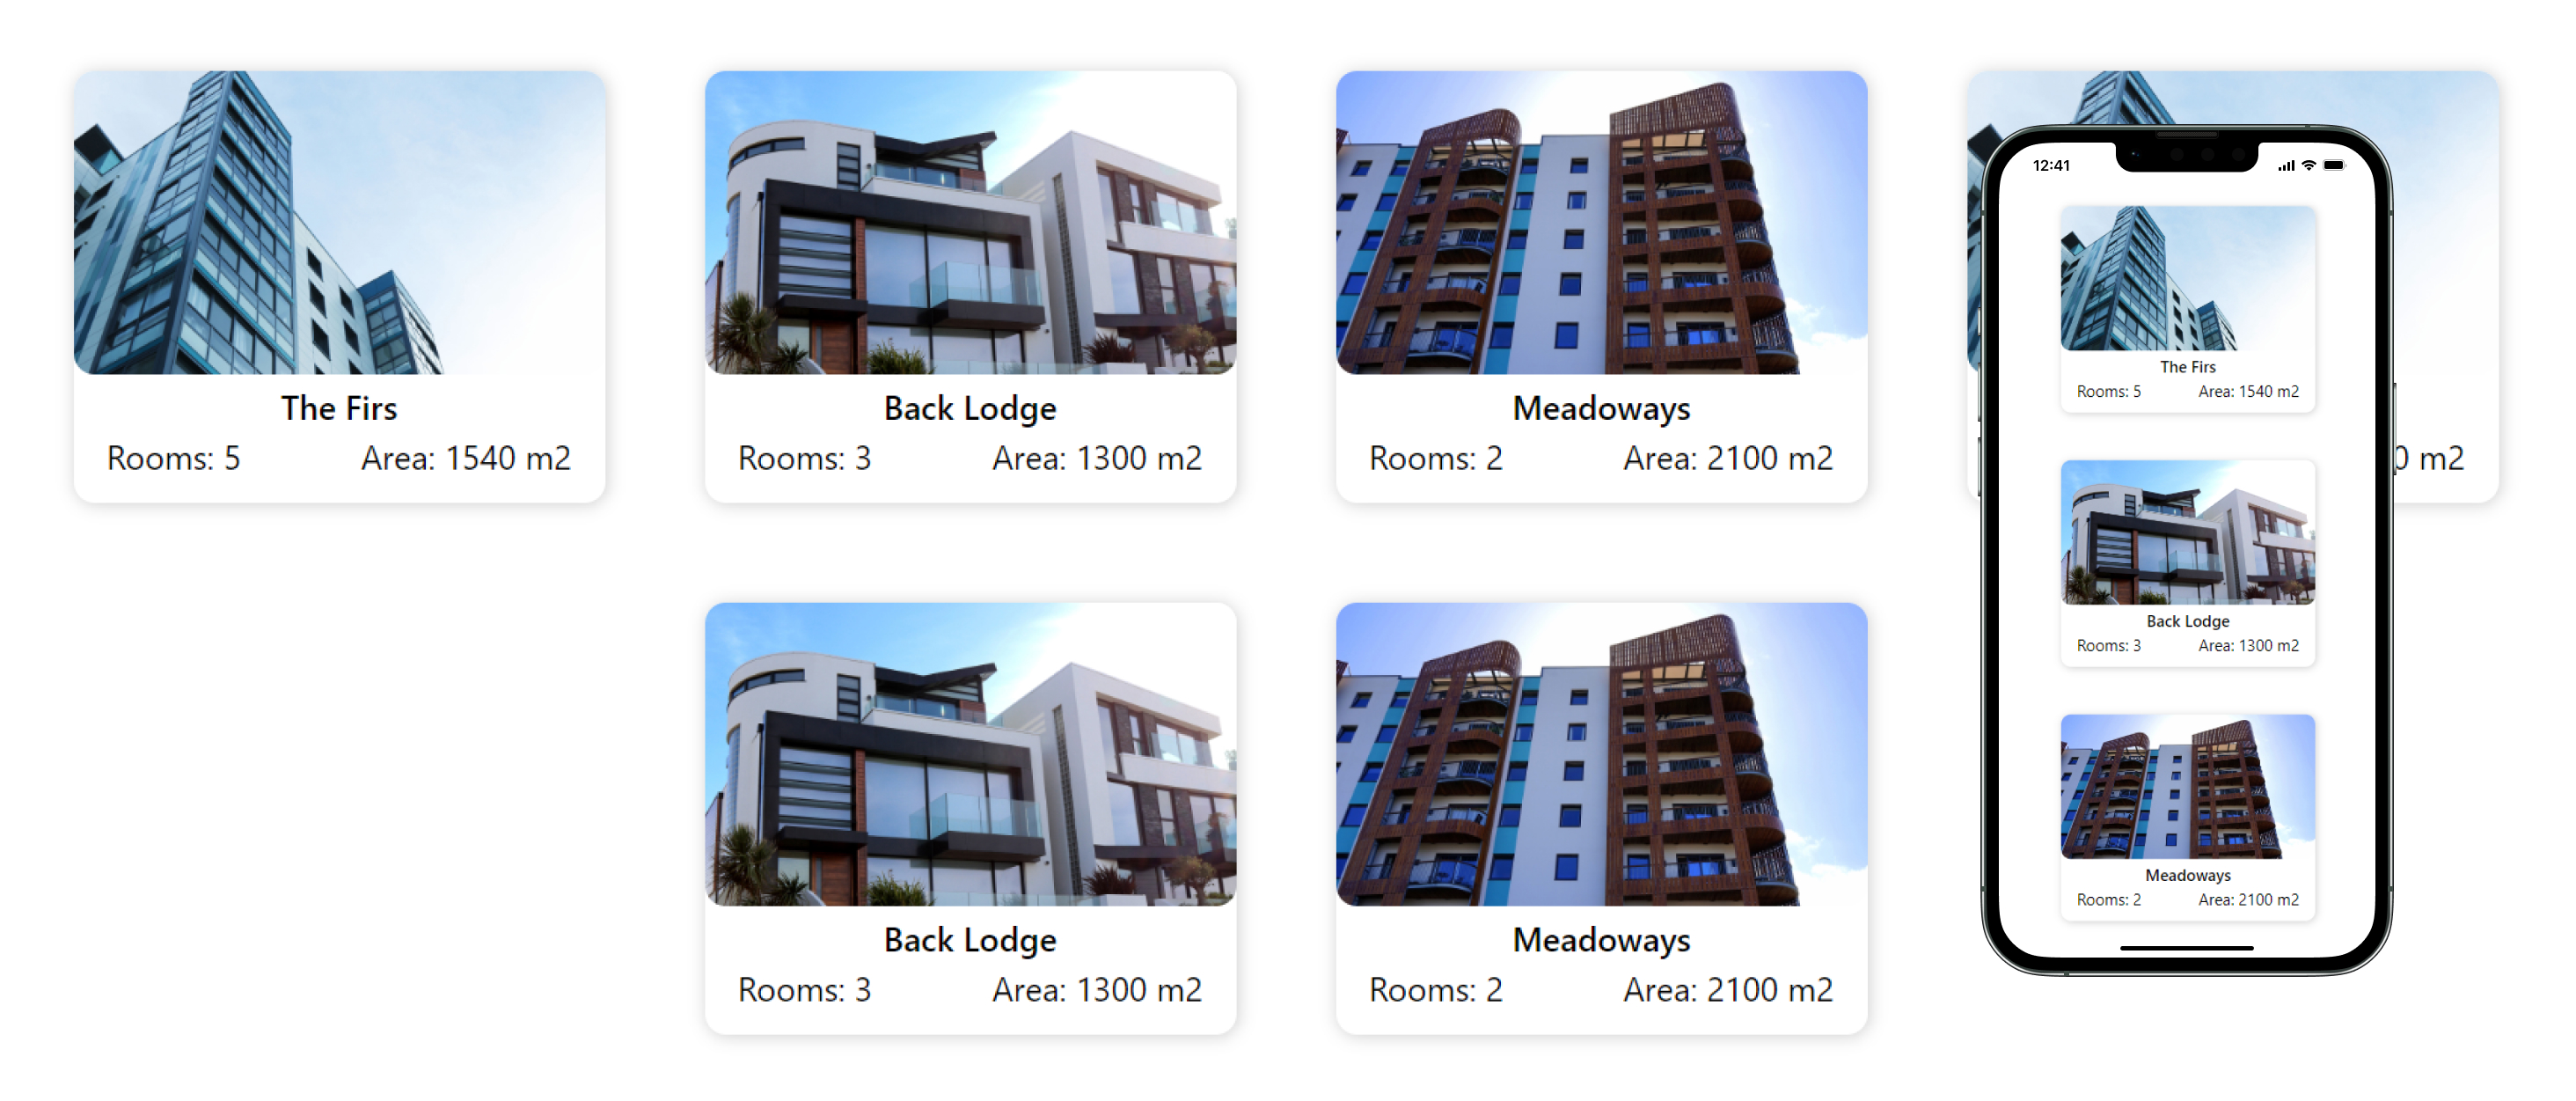 The Firs
Rooms: 5 Area: 1540 m2
Back Lodge
Rooms: 3 Area: 1300 m2
Meadoways
Rooms: 2 Area: 2100 m2
0 m2
Back Lodge
Rooms: 3 Area: 1300 m2
Meadoways
Rooms: 2 Area: 2100 m2
12:41
The Firs
Rooms: 5 Area: 1540 m2
Back Lodge
Rooms: 3 Area: 1300 m2
Meadoways
Rooms: 2 Area: 2100 m2